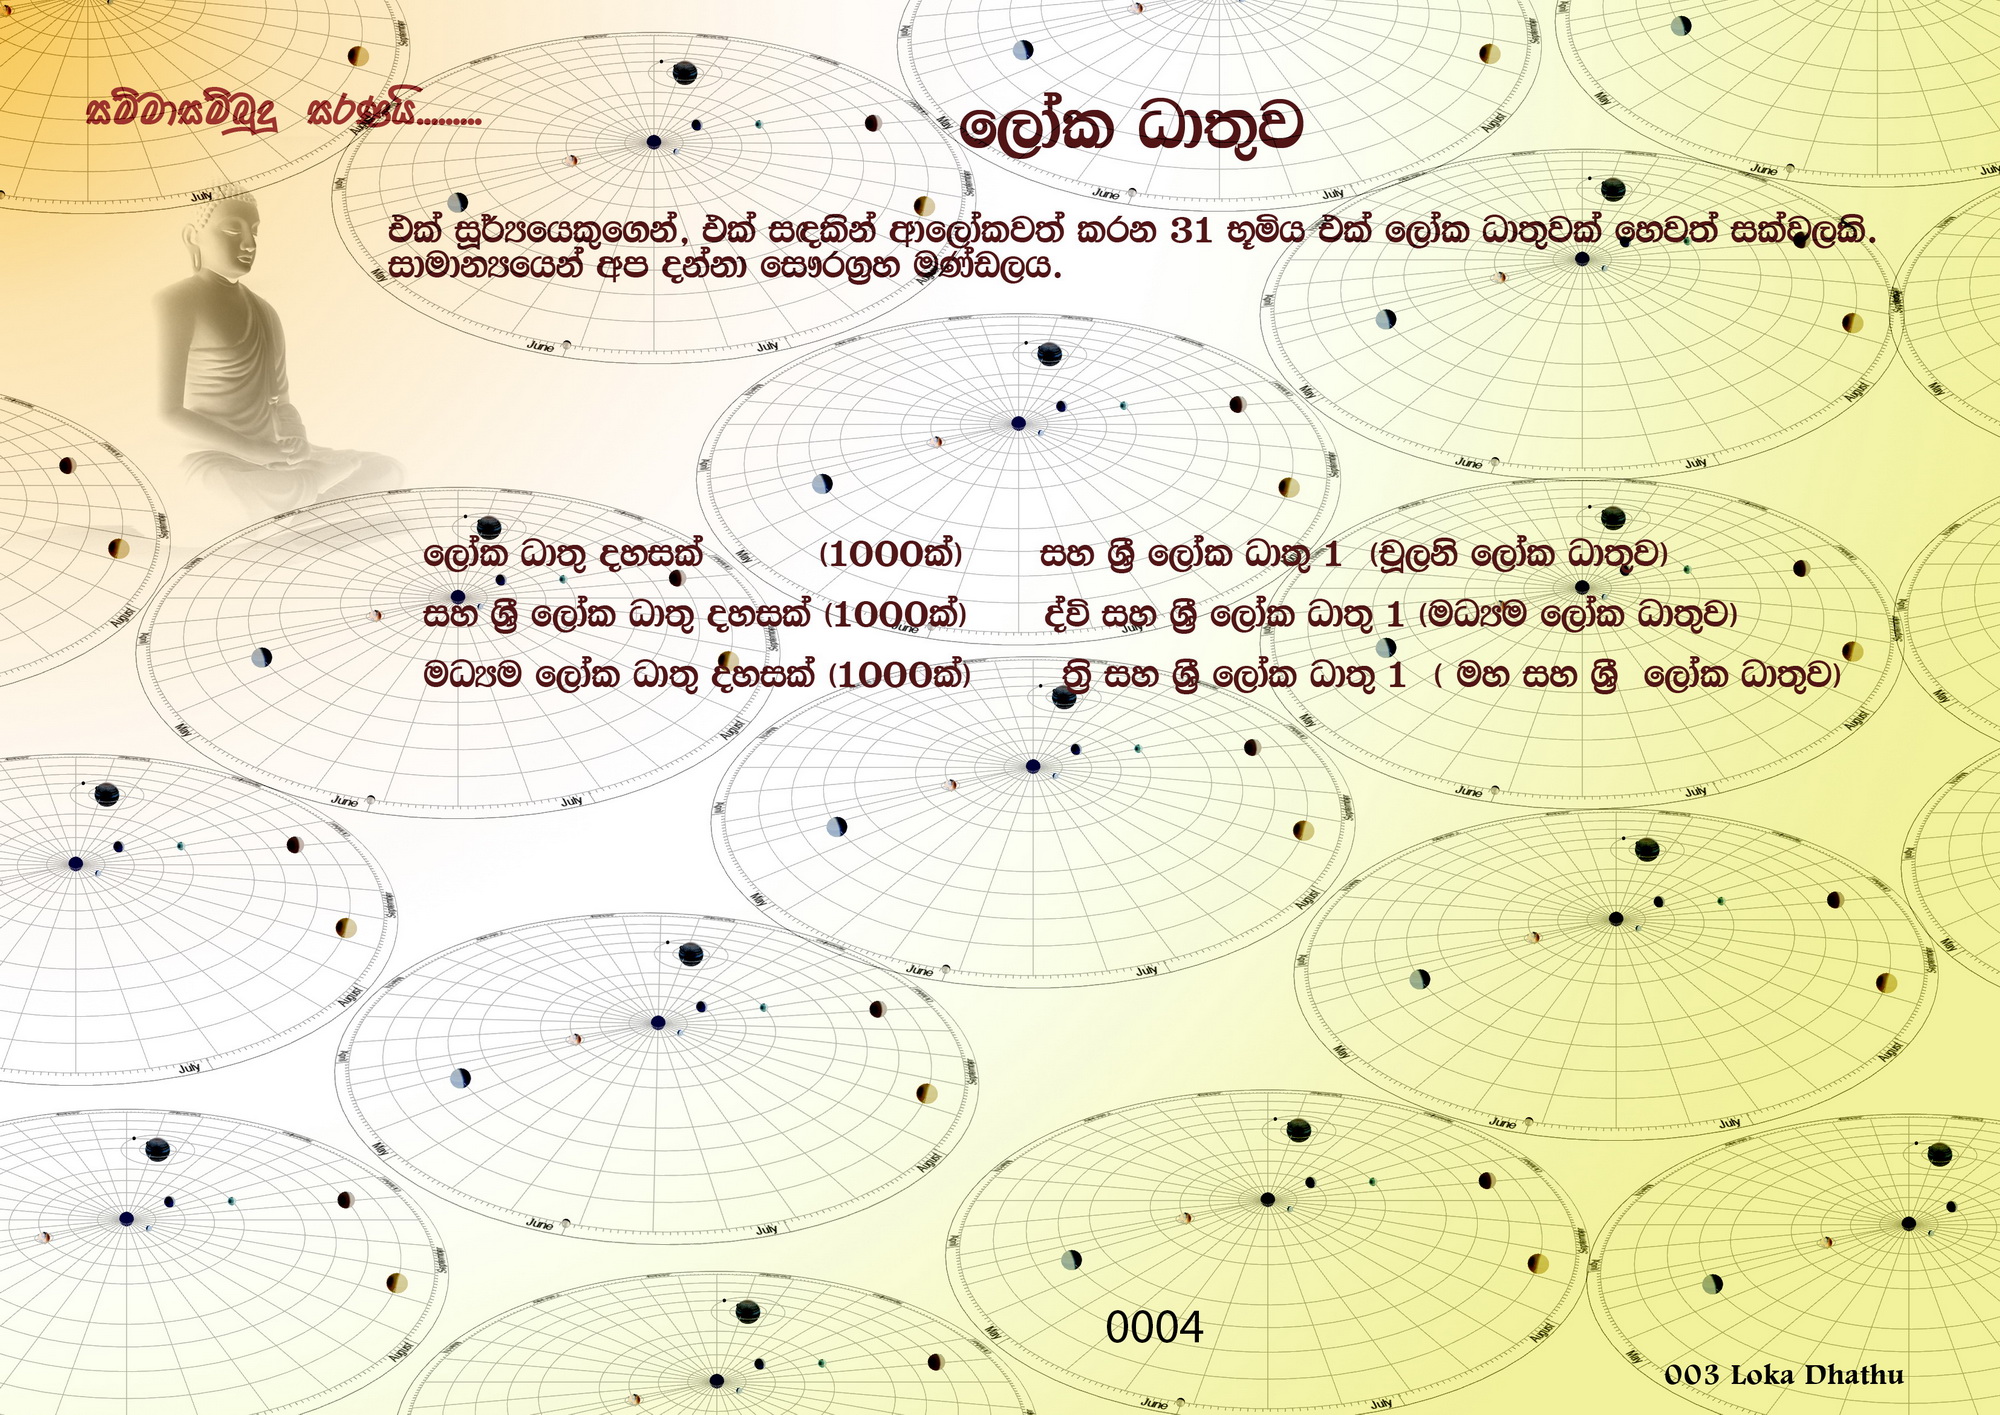 සම්මාසම්බුදු සරණයි.........
ලෝක ධාතුව
එක් සූර්යයෙකුගෙන්, එක් සඳකින් ආලෝකවත් කරන 31 භූමිය එක් ලෝක ධාතුවක් හෙවත් සක්වලකි.
සාමාන්‍යයෙන් අප දන්නා සෞරග්‍රහ මණ්ඩලය.
ලෝක ධාතු දහසක් (1000ක්) සහ ශ්‍රී ලෝක ධාතු 1 (චූලනි ලෝක ධාතුව)
සහ ශ්‍රී ලෝක ධාතු දහසක් (1000ක්) ද්වි සහ ශ්‍රී ලෝක ධාතු 1 (මධ්‍යම ලෝක ධාතුව)
මධ්‍යම ලෝක ධාතු දහසක් (1000ක්) ත්‍රි සහ ශ්‍රී ලෝක ධාතු 1 ( මහ සහ ශ්‍රී ලෝක ධාතුව)
0004
003 Loka Dhathu